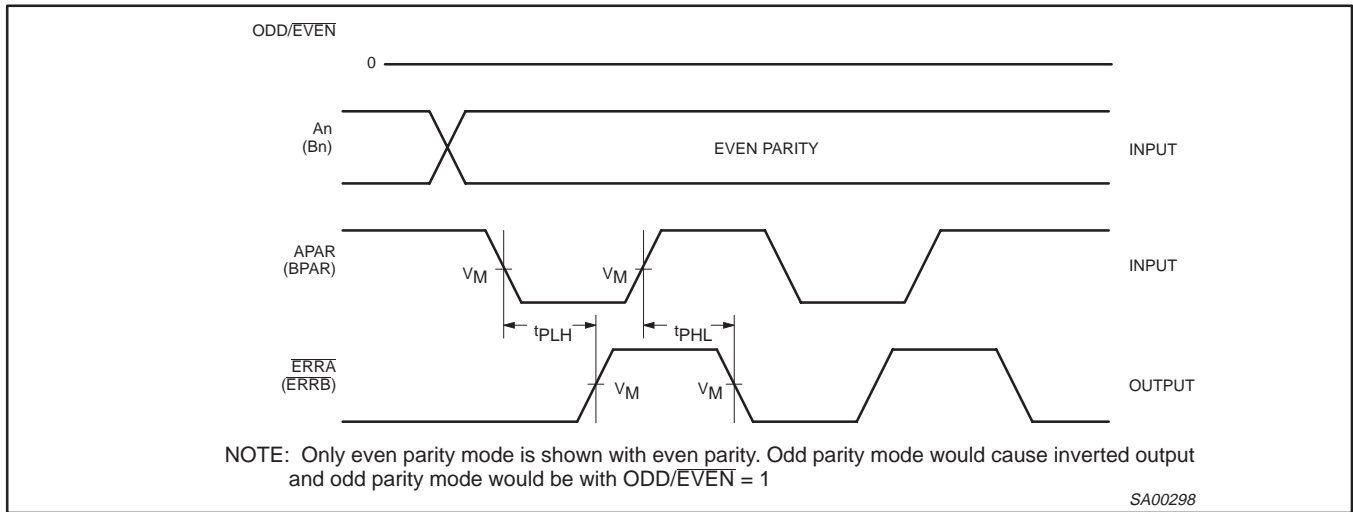 ODD/EVEN
0
An
(Bn)
EVEN PARITY
INPUT
APAR
(BPAR)
VM
VM
INPUT
tPLH
tPHL
ERRA
(ERRB)
VM
VM
OUTPUT
NOTE: Only even parity mode is shown with even parity. Odd parity mode would cause inverted output
and odd parity mode would be with ODD/EVEN = 1
SA00298